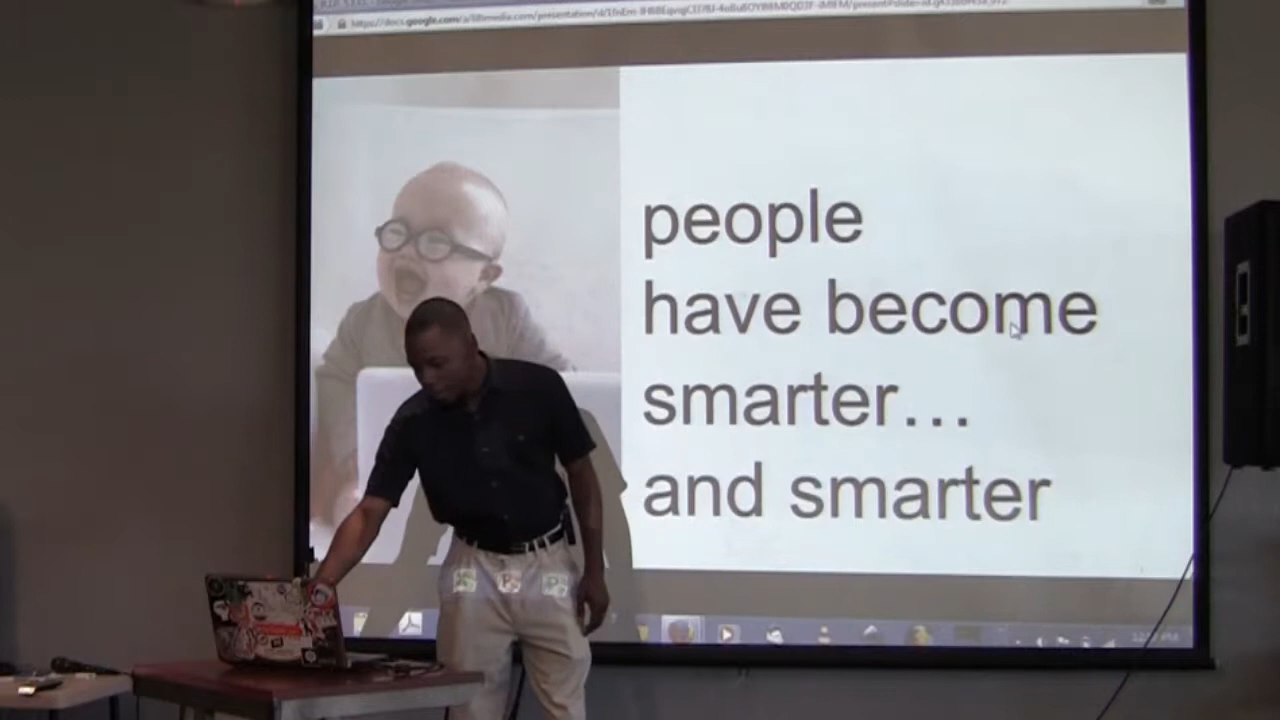 people
have become
smarter…
and smarter